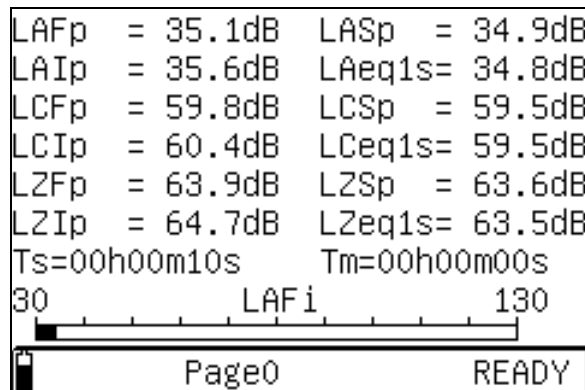 LAFp = 35.1dB LASp = 34.9dB
LAIp = 35.6dB LAeq1s= 34.8dB
LCFp = 59.8dB LCSp = 59.5dB
LCIp = 60.4dB LCeq1s= 59.5dB
LZFp = 63.9dB LZSp = 63.6dB
LZIp = 64.7dB LZeq1s= 63.5dB
Ts=00h00m10s Tm=00h00m00s
30 LAFi 130
Page0 READY